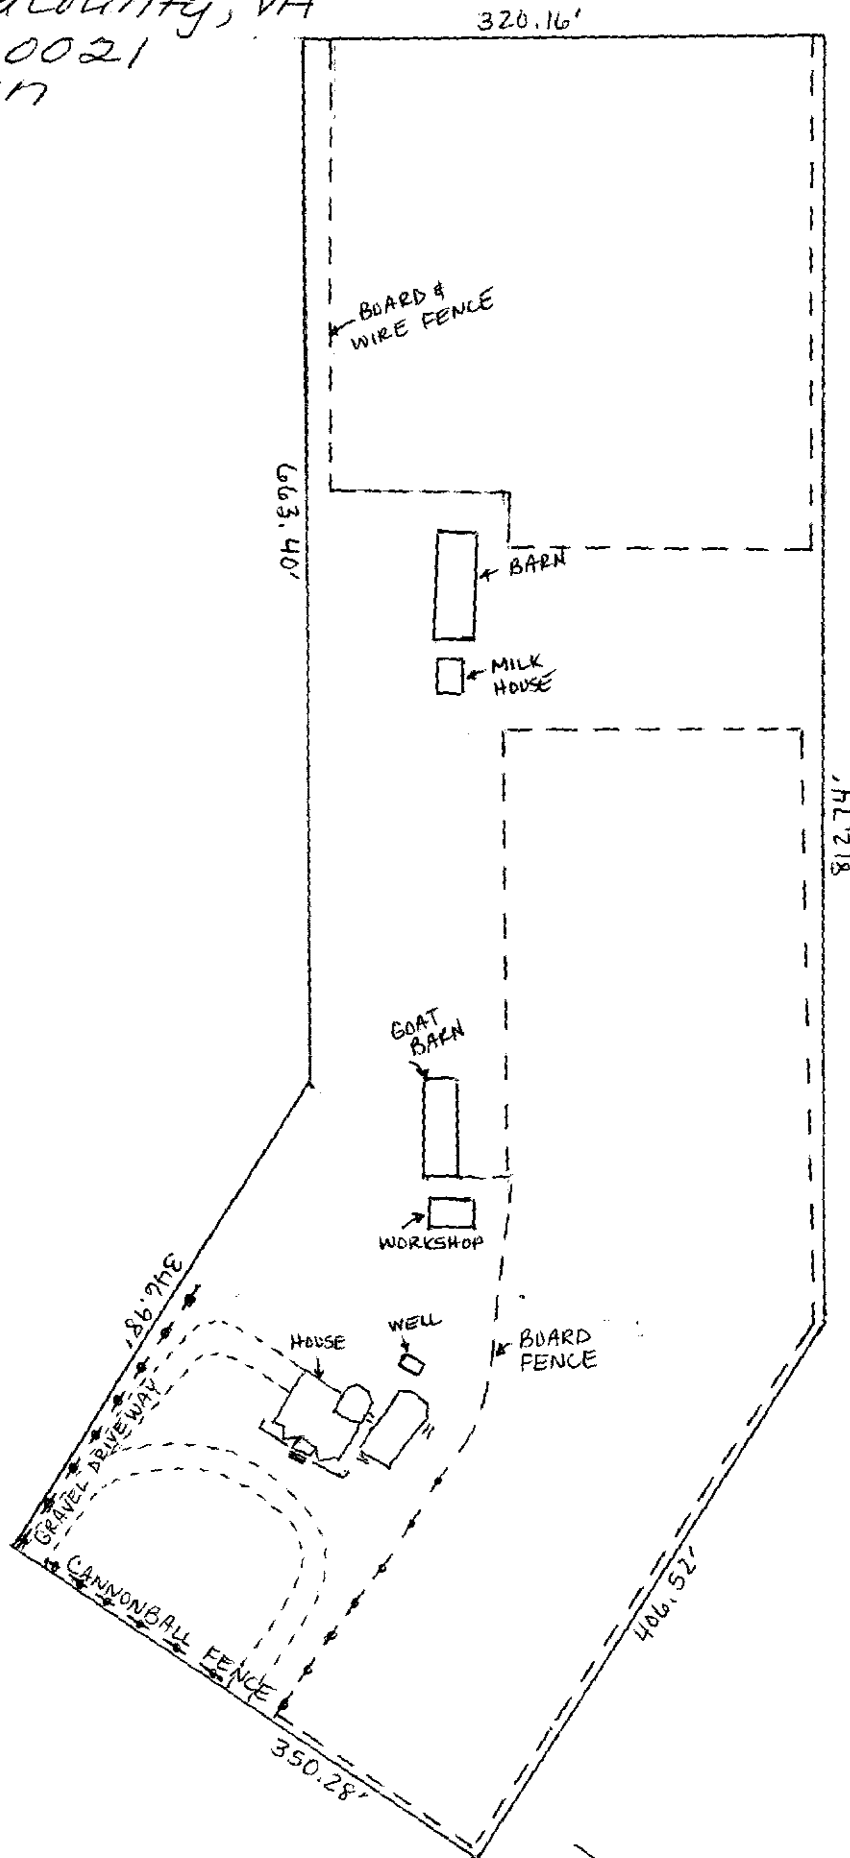 County, VA
0021
320.16'
BOARD &
WIRE FENCE
663.40'
BARN
MILK
HOUSE
812.74'
GOAT
BARN
WORKSHOP
346.98'
HOUSE
WELL
BOARD
FENCE
GRAVEL DRIVEWAY
CANNONBALL FENCE
406.52'
350.28'